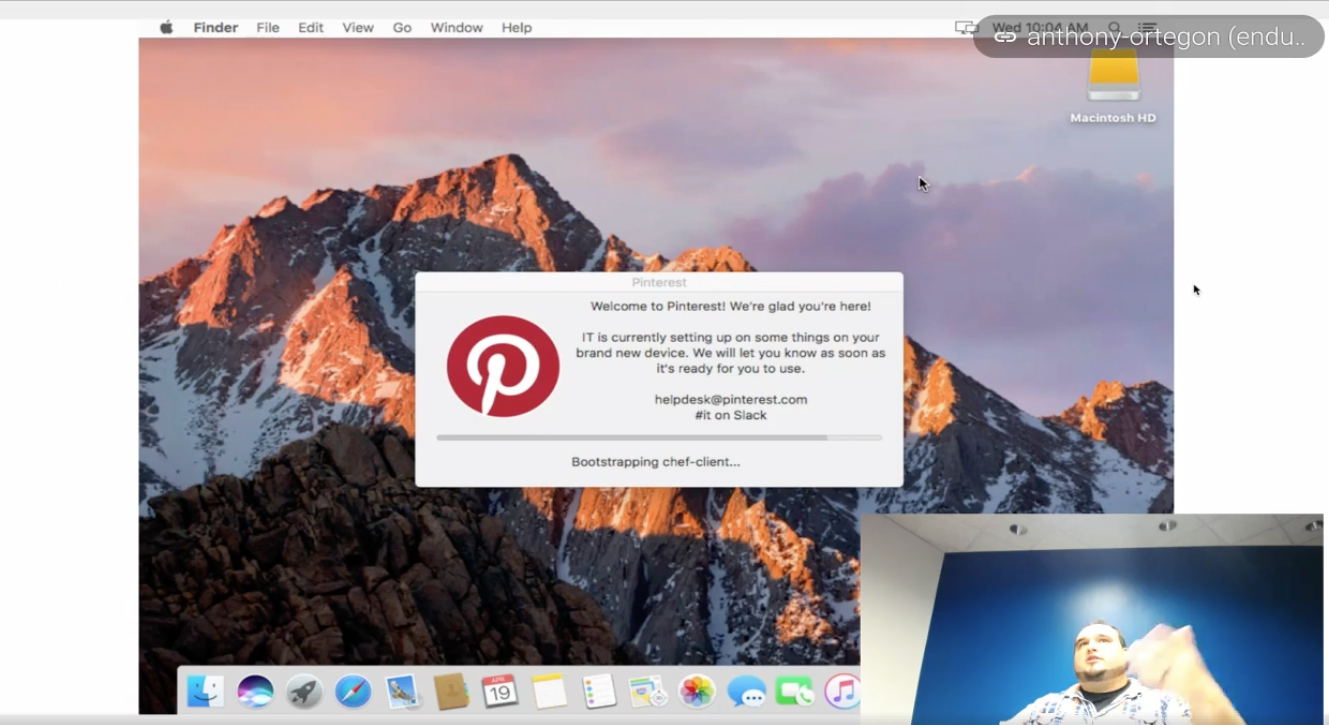 Finder File Edit View Go Window Help
Wed 10:04 AM
anthony-ortegon (endu..
Macintosh HD
Pinterest
Welcome to Pinterest! We're glad you're here!
IT is currently setting up on some things on your
brand new device. We will let you know as soon as
it's ready for you to use.
helpdesk@pinterest.com
#it on Slack
Bootstrapping chef-client...
APR
19